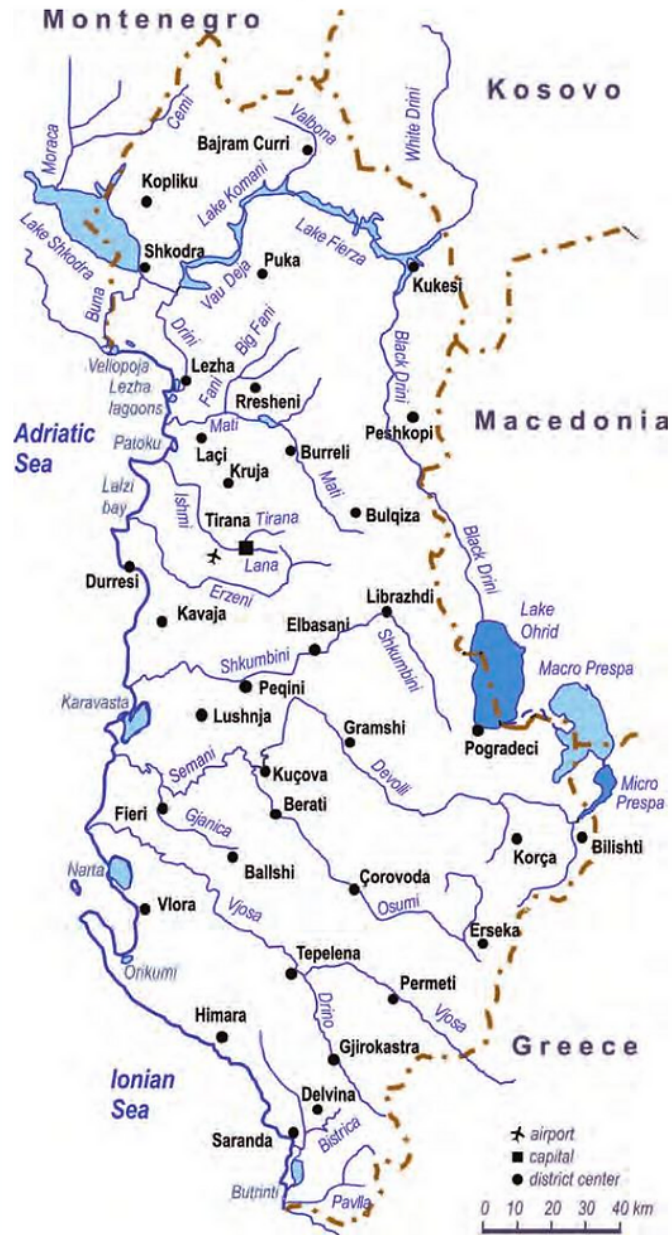 Montenegro
Kosovo
Cemi
Moraca
Valbona
White Drini
Bajram Curri
Kopliku
Lake Komani
Lake Shkodra
Lake Fierza
Shkodra
Puka
Vau Deja
Kukesi
Buna
Drini
Big Fani
Black Drini
Velipoja
Lezha
Lezha
lagoons
Fani
Rresheni
Macedonia
Adriatic
Sea
Patoku
Mati
Laçi
Peshkopi
Burreli
Kruja
Mati
Lalzi
bay
Ishmi
Tirana
Tirana
Bulqiza
Lana
Black Drini
Durresi
Erzeni
Librazhdi
Lake
Ohrid
Kavaja
Elbasani
Shkumbini
Shkumbini
Macro Prespa
Peqini
Karavasta
Lushnja
Gramshi
Pogradeci
Semani
Kuçova
Devolli
Micro
Prespa
Fieri
Berati
Gjanica
Korça
Bilishti
Ballshi
Narta
Çorovoda
Vlora
Vjosa
Osumi
Erseka
Orikumi
Tepelena
Permeti
Drino
Vjosa
Himara
Greece
Gjirokastra
Ionian
Sea
Delvina
Saranda
Bistrica
Butrinti
Pavlla
airport
capital
district center
0 10 20 30 40 km